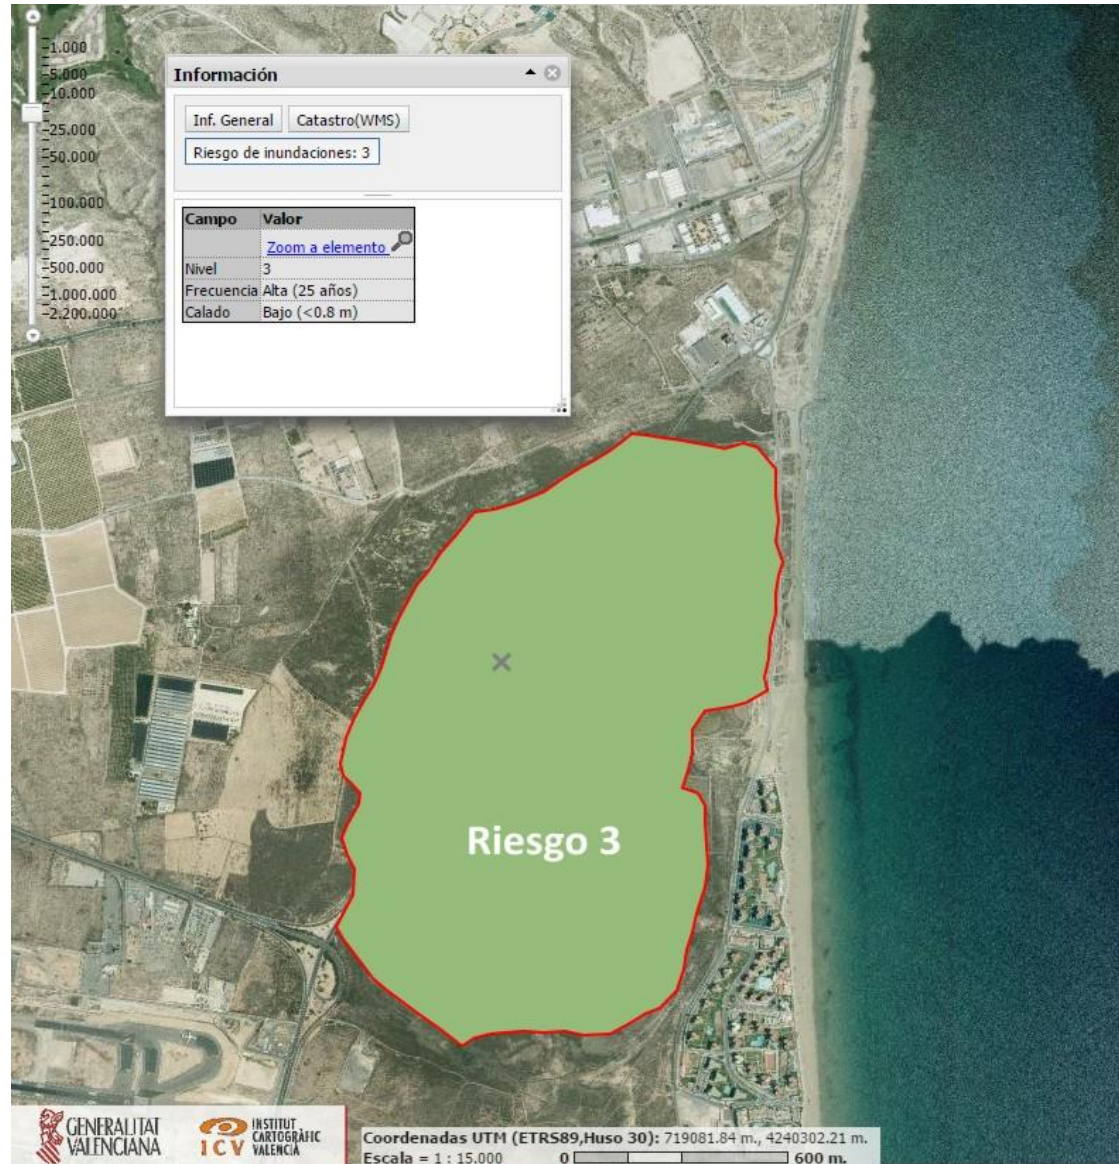 1.000
5.000
10.000
25.000
50.000
100.000
250.000
500.000
1.000.000
2.200.000
Información
Inf. General
Catastro(WMS)
Riesgo de inundaciones: 3
Campo Valor
Zoom a elemento
Nivel 3
Frecuencia Alta (25 años)
Calado Bajo (<0.8 m)
Riesgo 3
GENERALITAT
VALENCIANA
ICV
INSTITUT
CARTOGRÀFIC
VALENCIÀ
Coordenadas UTM (ETRS89,Huso 30): 719081.84 m., 4240302.21 m.
Escala = 1 : 15.000 0 600 m.